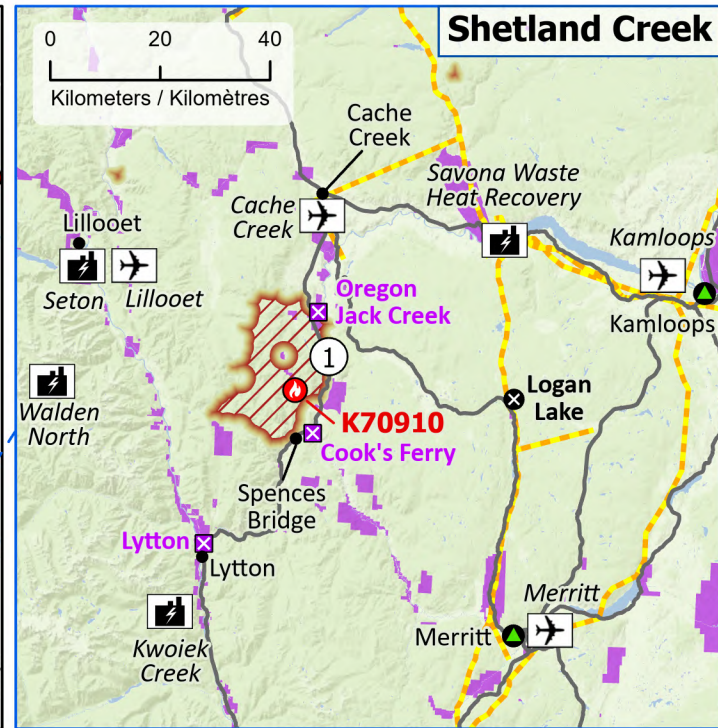 Shetland Creek
0 20 40
Kilometers / Kilomètres
Cache
Creek
Savona Waste
Heat Recovery
Cache
Creek
Lillooet
Kamloops
Seton
Lillooet
Oregon
Jack Creek
Kamloops
1
Walden
North
Logan
Lake
K70910
Cook's Ferry
Spences
Bridge
Lytton
Lytton
Merritt
Merritt
Kwoiek
Creek